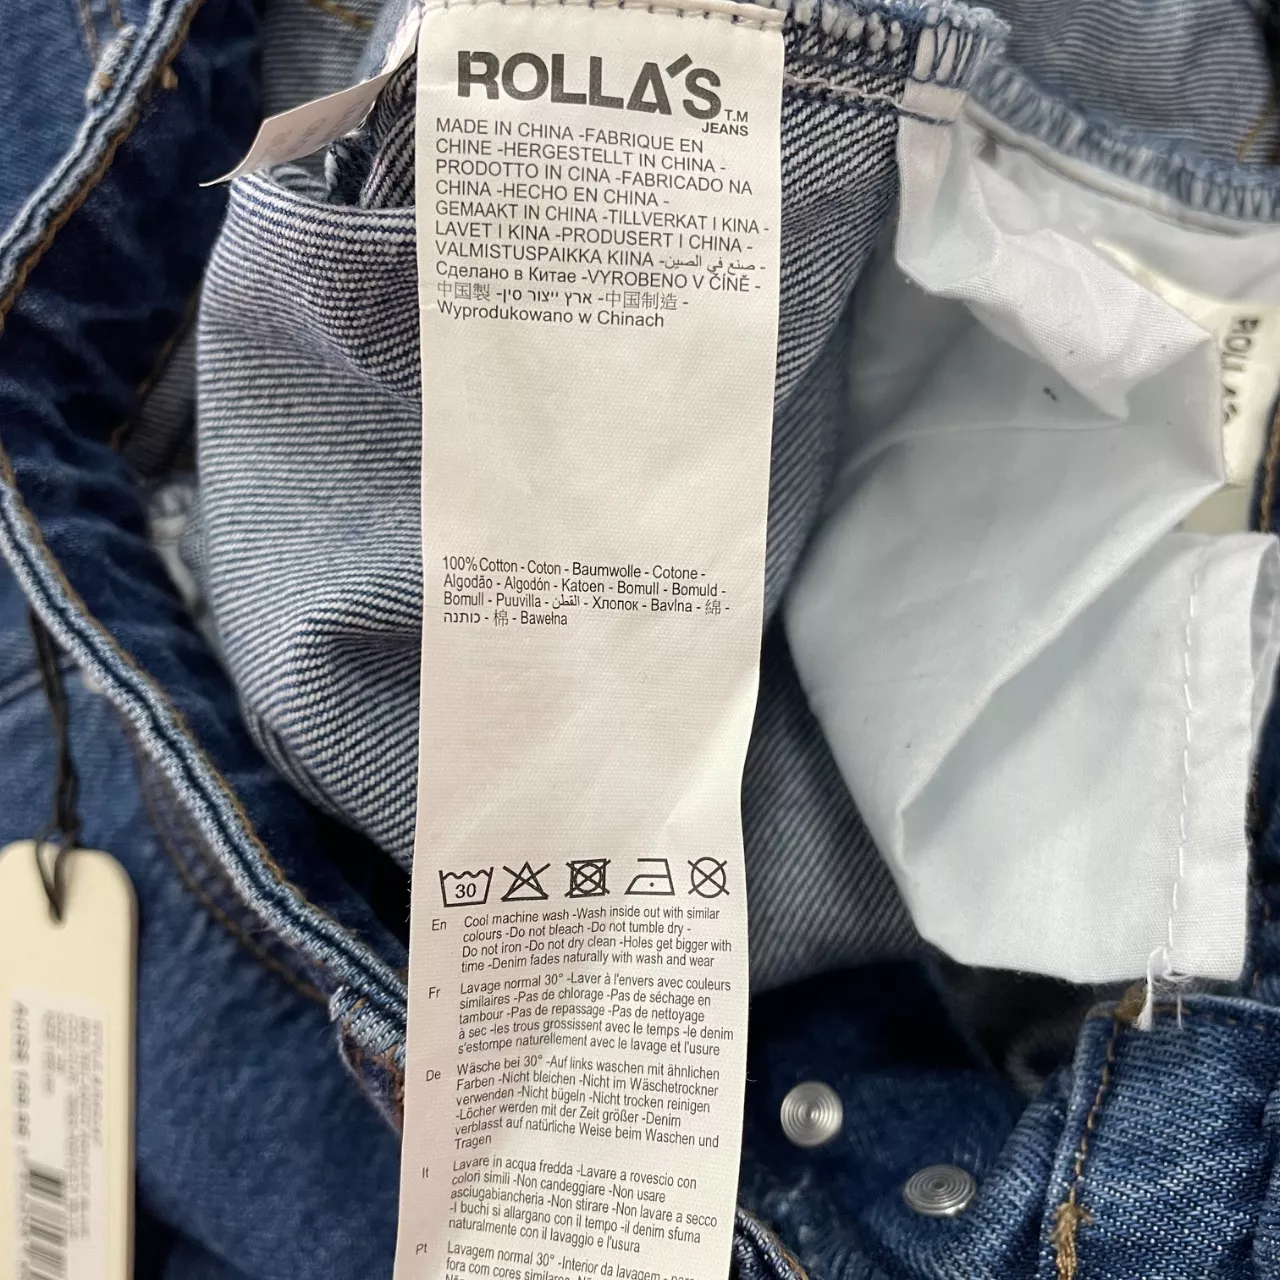 ROLLA'S
T.M
JEANS
MADE IN CHINA -FABRIQUE EN
CHINE -HERGESTELLT IN CHINA -
PRODOTTO IN CINA -FABRICADO NA
CHINA -HECHO EN CHINA -
GEMAAKT IN CHINA -TILLVERKAT I KINA -
LAVET I KINA -PRODUSERT I CHINA -
VALMISTUSPAIKKA KIINA -صنع في الصين -
Сделано в Китае -VYROBENO V ČÍNĚ -
中国製 -ארץ ייצור סין -中国制造 -
Wyprodukowano w Chinach
100% Cotton - Coton - Baumwolle - Cotone -
Algodão - Algodón - Katoen - Bomull - Bomuld -
Bomull - Puuvilla - القطن - Хлопок - Bavlna - 綿 -
כותנה - 棉 - Bawełna
30
En Cool machine wash -Wash inside out with similar
colours -Do not bleach -Do not tumble dry -
Do not iron -Do not dry clean -Holes get bigger with
time -Denim fades naturally with wash and wear
Fr Lavage normal 30° -Laver à l'envers avec couleurs
similaires -Pas de chlorage -Pas de séchage en
tambour -Pas de repassage -Pas de nettoyage
à sec -les trous grossissent avec le temps -le denim
s'estompe naturellement avec le lavage et l'usure
De Wäsche bei 30° -Auf links waschen mit ähnlichen
Farben -Nicht bleichen -Nicht im Wäschetrockner
verwenden -Nicht bügeln -Nicht trocken reinigen
-Löcher werden mit der Zeit größer -Denim
verblasst auf natürliche Weise beim Waschen und
Tragen
It Lavare in acqua fredda -Lavare a rovescio con
colori simili -Non candeggiare -Non usare
asciugabiancheria -Non stirare -Non lavare a secco
-I buchi si allargano con il tempo -il denim sfuma
naturalmente con il lavaggio e l'usura
Pt Lavagem normal 30° -Interior da lavagem - para
fora com cores similares
ROLLA'S